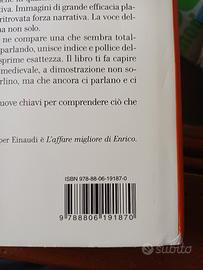 tiva. Immagini di grande efficacia pla-
tiva forza narrativa. La voce del-
na non solo.
ne compare una che sembra total-
parlando, unisce indice e pollice del-
sprime esattezza. Il libro ti fa capire
medievale, a dimostrazione non so-
rlino, ma che ancora ci parlano e ci
uove chiavi per comprendere ciò che
per Einaudi è L'affare migliore di Enrico.
ISBN 978-88-06-19187-0
9 788806 191870
subito